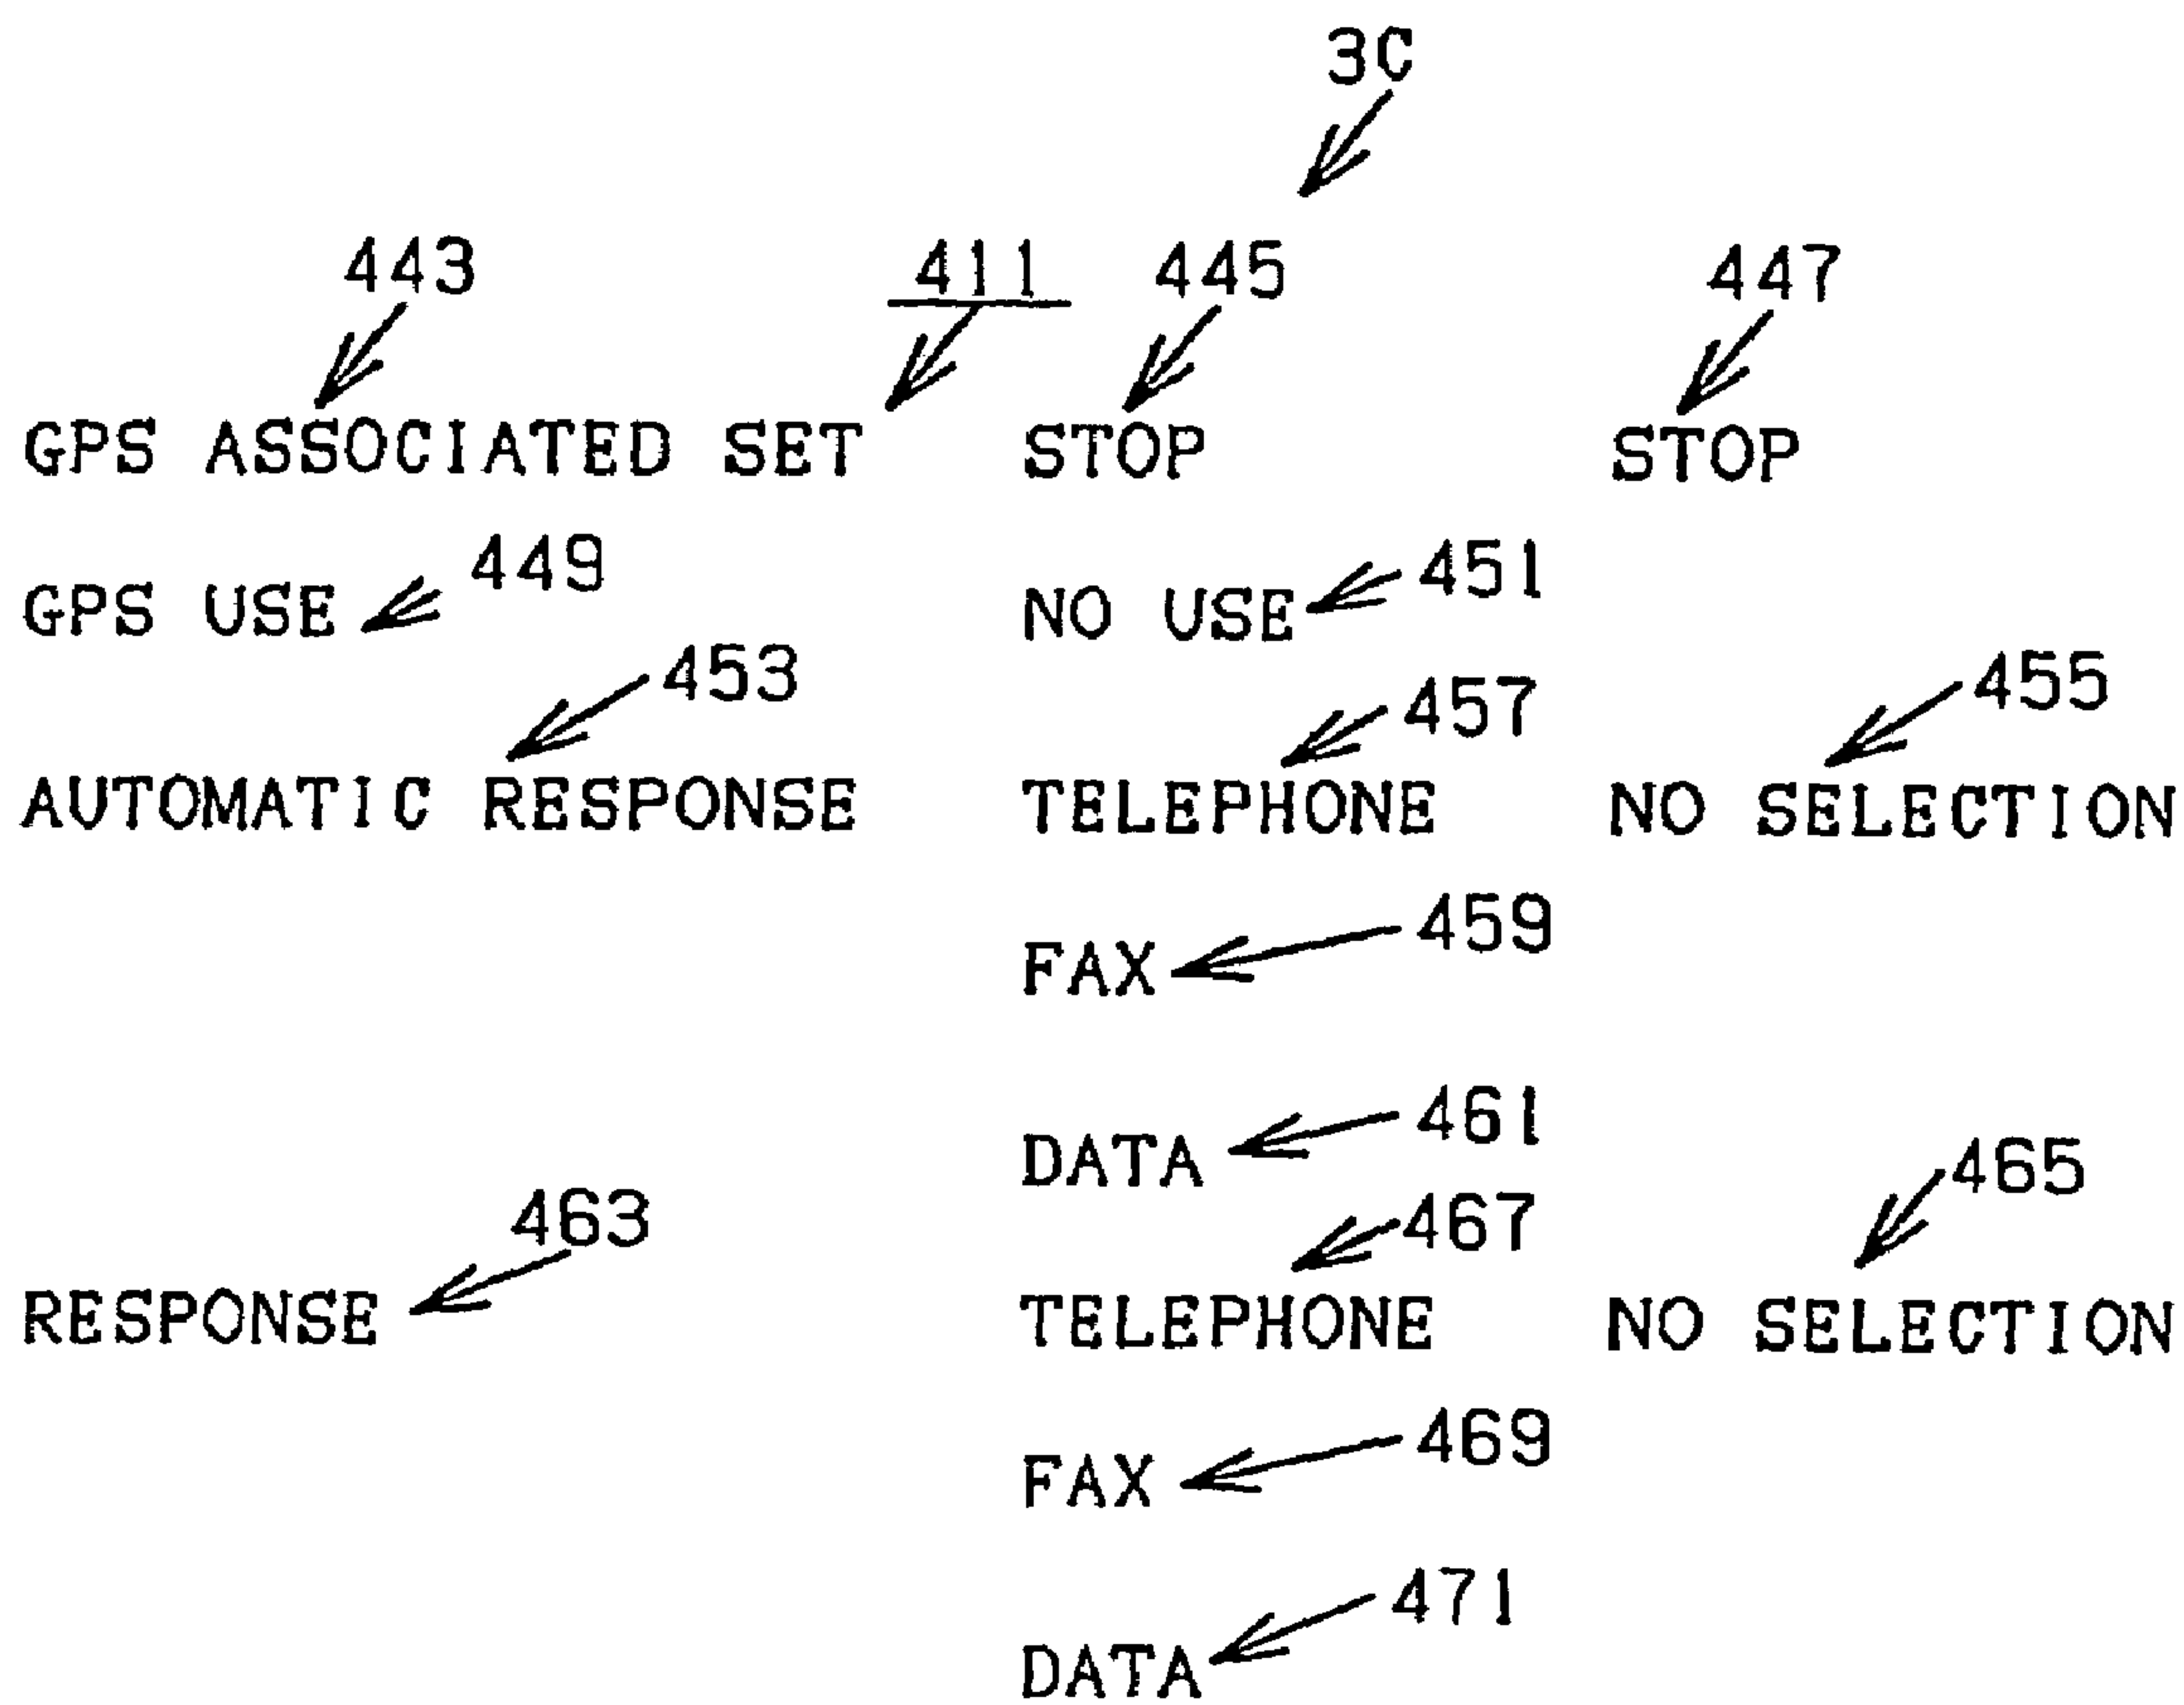 3C
443 411 445 447
GPS ASSOCIATED SET STOP STOP
449 451
GPS USE NO USE
453 457 455
AUTOMATIC RESPONSE TELEPHONE NO SELECTION
459
FAX
461
DATA
463 467 465
RESPONSE TELEPHONE NO SELECTION
469
FAX
471
DATA